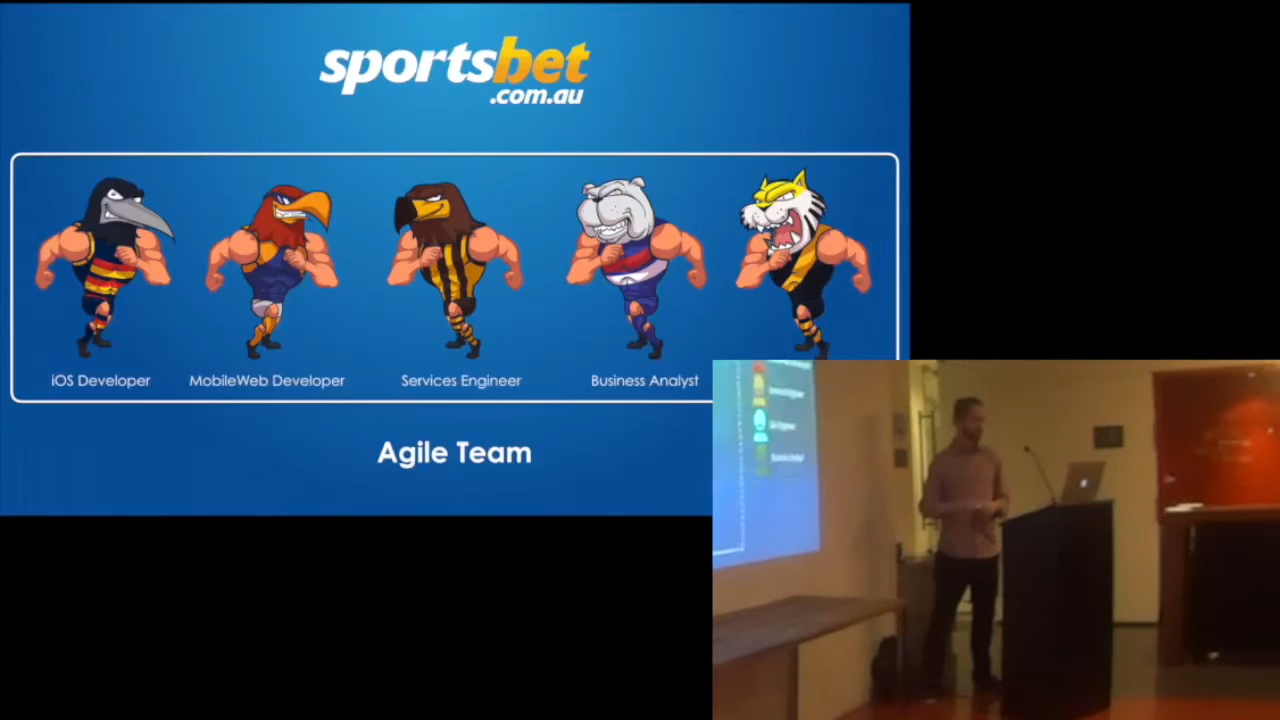 sportsbet
.com.au
iOS Developer
MobileWeb Developer
Services Engineer
Business Analyst
Agile Team